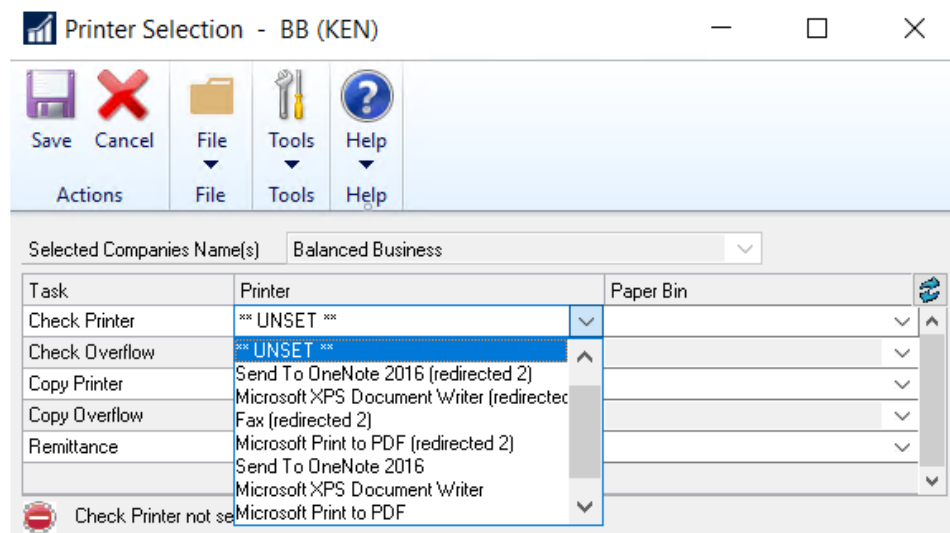 Printer Selection - BB (KEN)
Save Cancel File Tools Help
Actions File Tools Help
Selected Companies Name(s) Balanced Business
Task Printer Paper Bin
Check Printer ** UNSET **
Check Overflow ** UNSET **
Copy Printer Send To OneNote 2016 (redirected 2)
Microsoft XPS Document Writer (redirected
Copy Overflow Fax (redirected 2)
Remittance Microsoft Print to PDF (redirected 2)
Send To OneNote 2016
Microsoft XPS Document Writer
Check Printer not se Microsoft Print to PDF